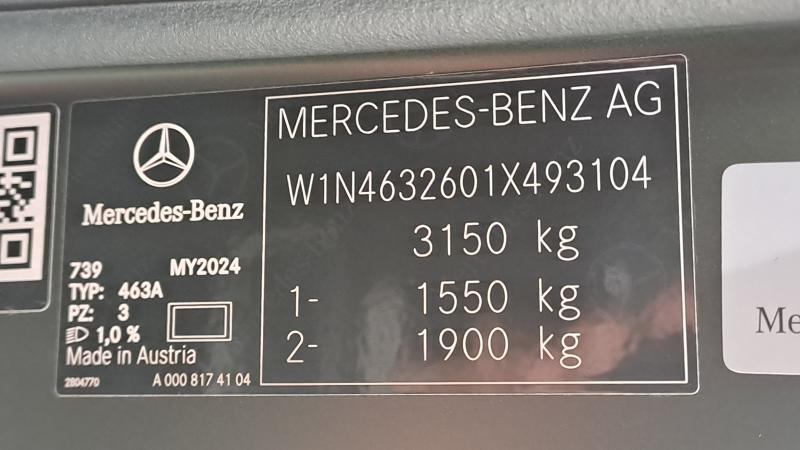 Mercedes-Benz
739 MY2024
TYP: 463A
PZ: 3
1,0 %
Made in Austria
2804770 A 000 817 41 04
MERCEDES-BENZ AG
W1N4632601X493104
3150 kg
1- 1550 kg
2- 1900 kg
Me